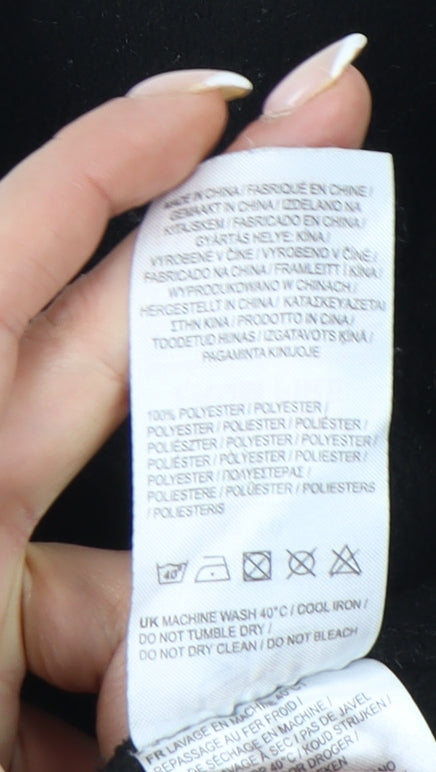 MADE IN CHINA / FABRIQUÉ EN CHINE /
GEMAAKT IN CHINA / IZDELANO NA
KITAJSKEM / FABRICADO EN CHINA /
GYÁRTÁS HELYE: KÍNA /
VYROBENÉ V ČÍNE / VYROBENO V ČÍNĚ /
FABRICADO NA CHINA / FRAMLEITT Í KÍNA /
WYPRODUKOWANO W CHINACH /
HERGESTELLT IN CHINA / ΚΑΤΑΣΚΕΥΑΖΕΤΑΙ
ΣΤΗΝ ΚΙΝΑ / PRODOTTO IN CINA /
TOODETUD HIINAS / IZGATAVOTS ĶĪNĀ /
PAGAMINTA KINIJOJE
100% POLYESTER / POLYESTER /
POLYESTER / POLIESTER / POLIÉSTER /
POLIÉSZTER / POLYESTER / POLYESTER /
POLIÉSTER / PÓLÝESTER / POLIESTER /
POLYESTER / ΠΟΛΥΕΣΤΕΡΑΣ /
POLIESTERE / POLÜESTER / POLIESTERS
/ POLIESTERIS
40°
UK MACHINE WASH 40°C / COOL IRON /
DO NOT TUMBLE DRY /
DO NOT DRY CLEAN / DO NOT BLEACH
FR LAVAGE EN MACHINE 40°C
REPASSAGE AU FER FROID /
DE SÉCHAGE EN MACHINE /
À SEC / PAS DE JAVEL
40°C / KOUD STRIJKEN /
DROGER /